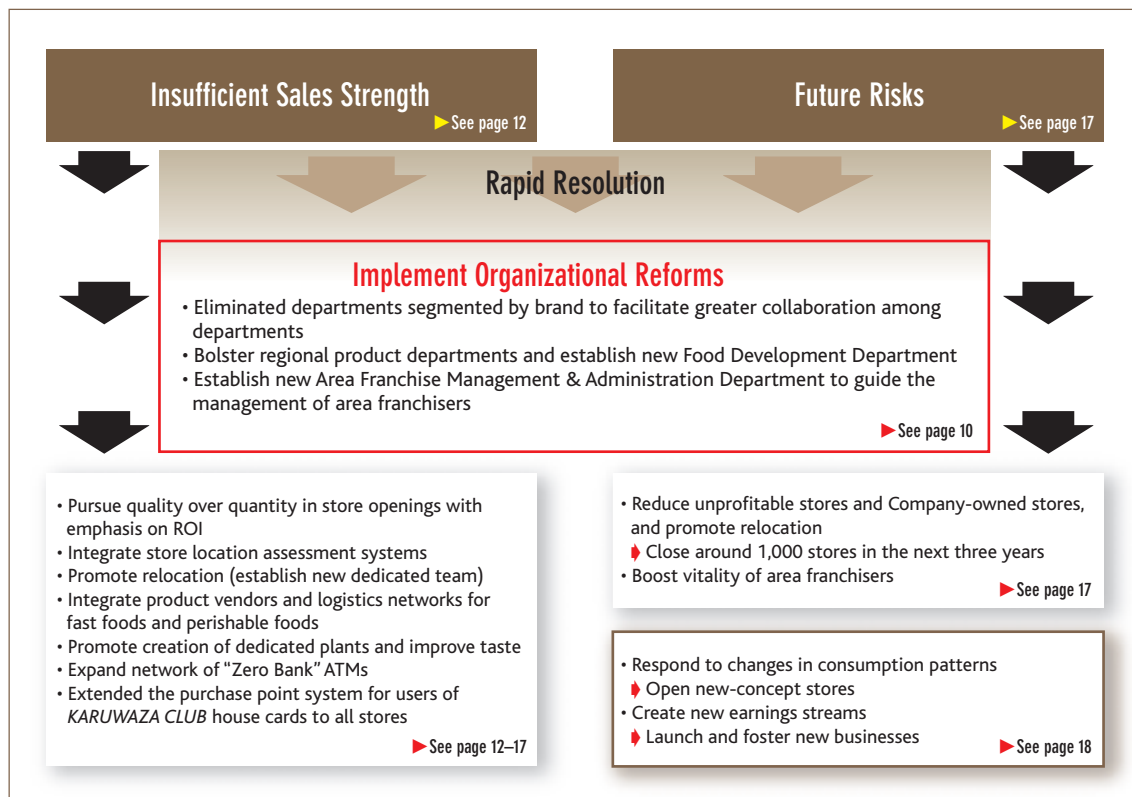 Insufficient Sales Strength
▶See page 12
Future Risks
▶See page 17
Rapid Resolution
Implement Organizational Reforms
• Eliminated departments segmented by brand to facilitate greater collaboration among
departments
• Bolster regional product departments and establish new Food Development Department
• Establish new Area Franchise Management & Administration Department to guide the
management of area franchisers
▶See page 10
• Pursue quality over quantity in store openings with
emphasis on ROI
• Integrate store location assessment systems
• Promote relocation (establish new dedicated team)
• Integrate product vendors and logistics networks for
fast foods and perishable foods
• Promote creation of dedicated plants and improve taste
• Expand network of “Zero Bank” ATMs
• Extended the purchase point system for users of
KARUWAZA CLUB house cards to all stores
▶See page 12–17
• Reduce unprofitable stores and Company-owned stores,
and promote relocation
Close around 1,000 stores in the next three years
• Boost vitality of area franchisers
▶See page 17
• Respond to changes in consumption patterns
Open new-concept stores
• Create new earnings streams
Launch and foster new businesses
▶See page 18